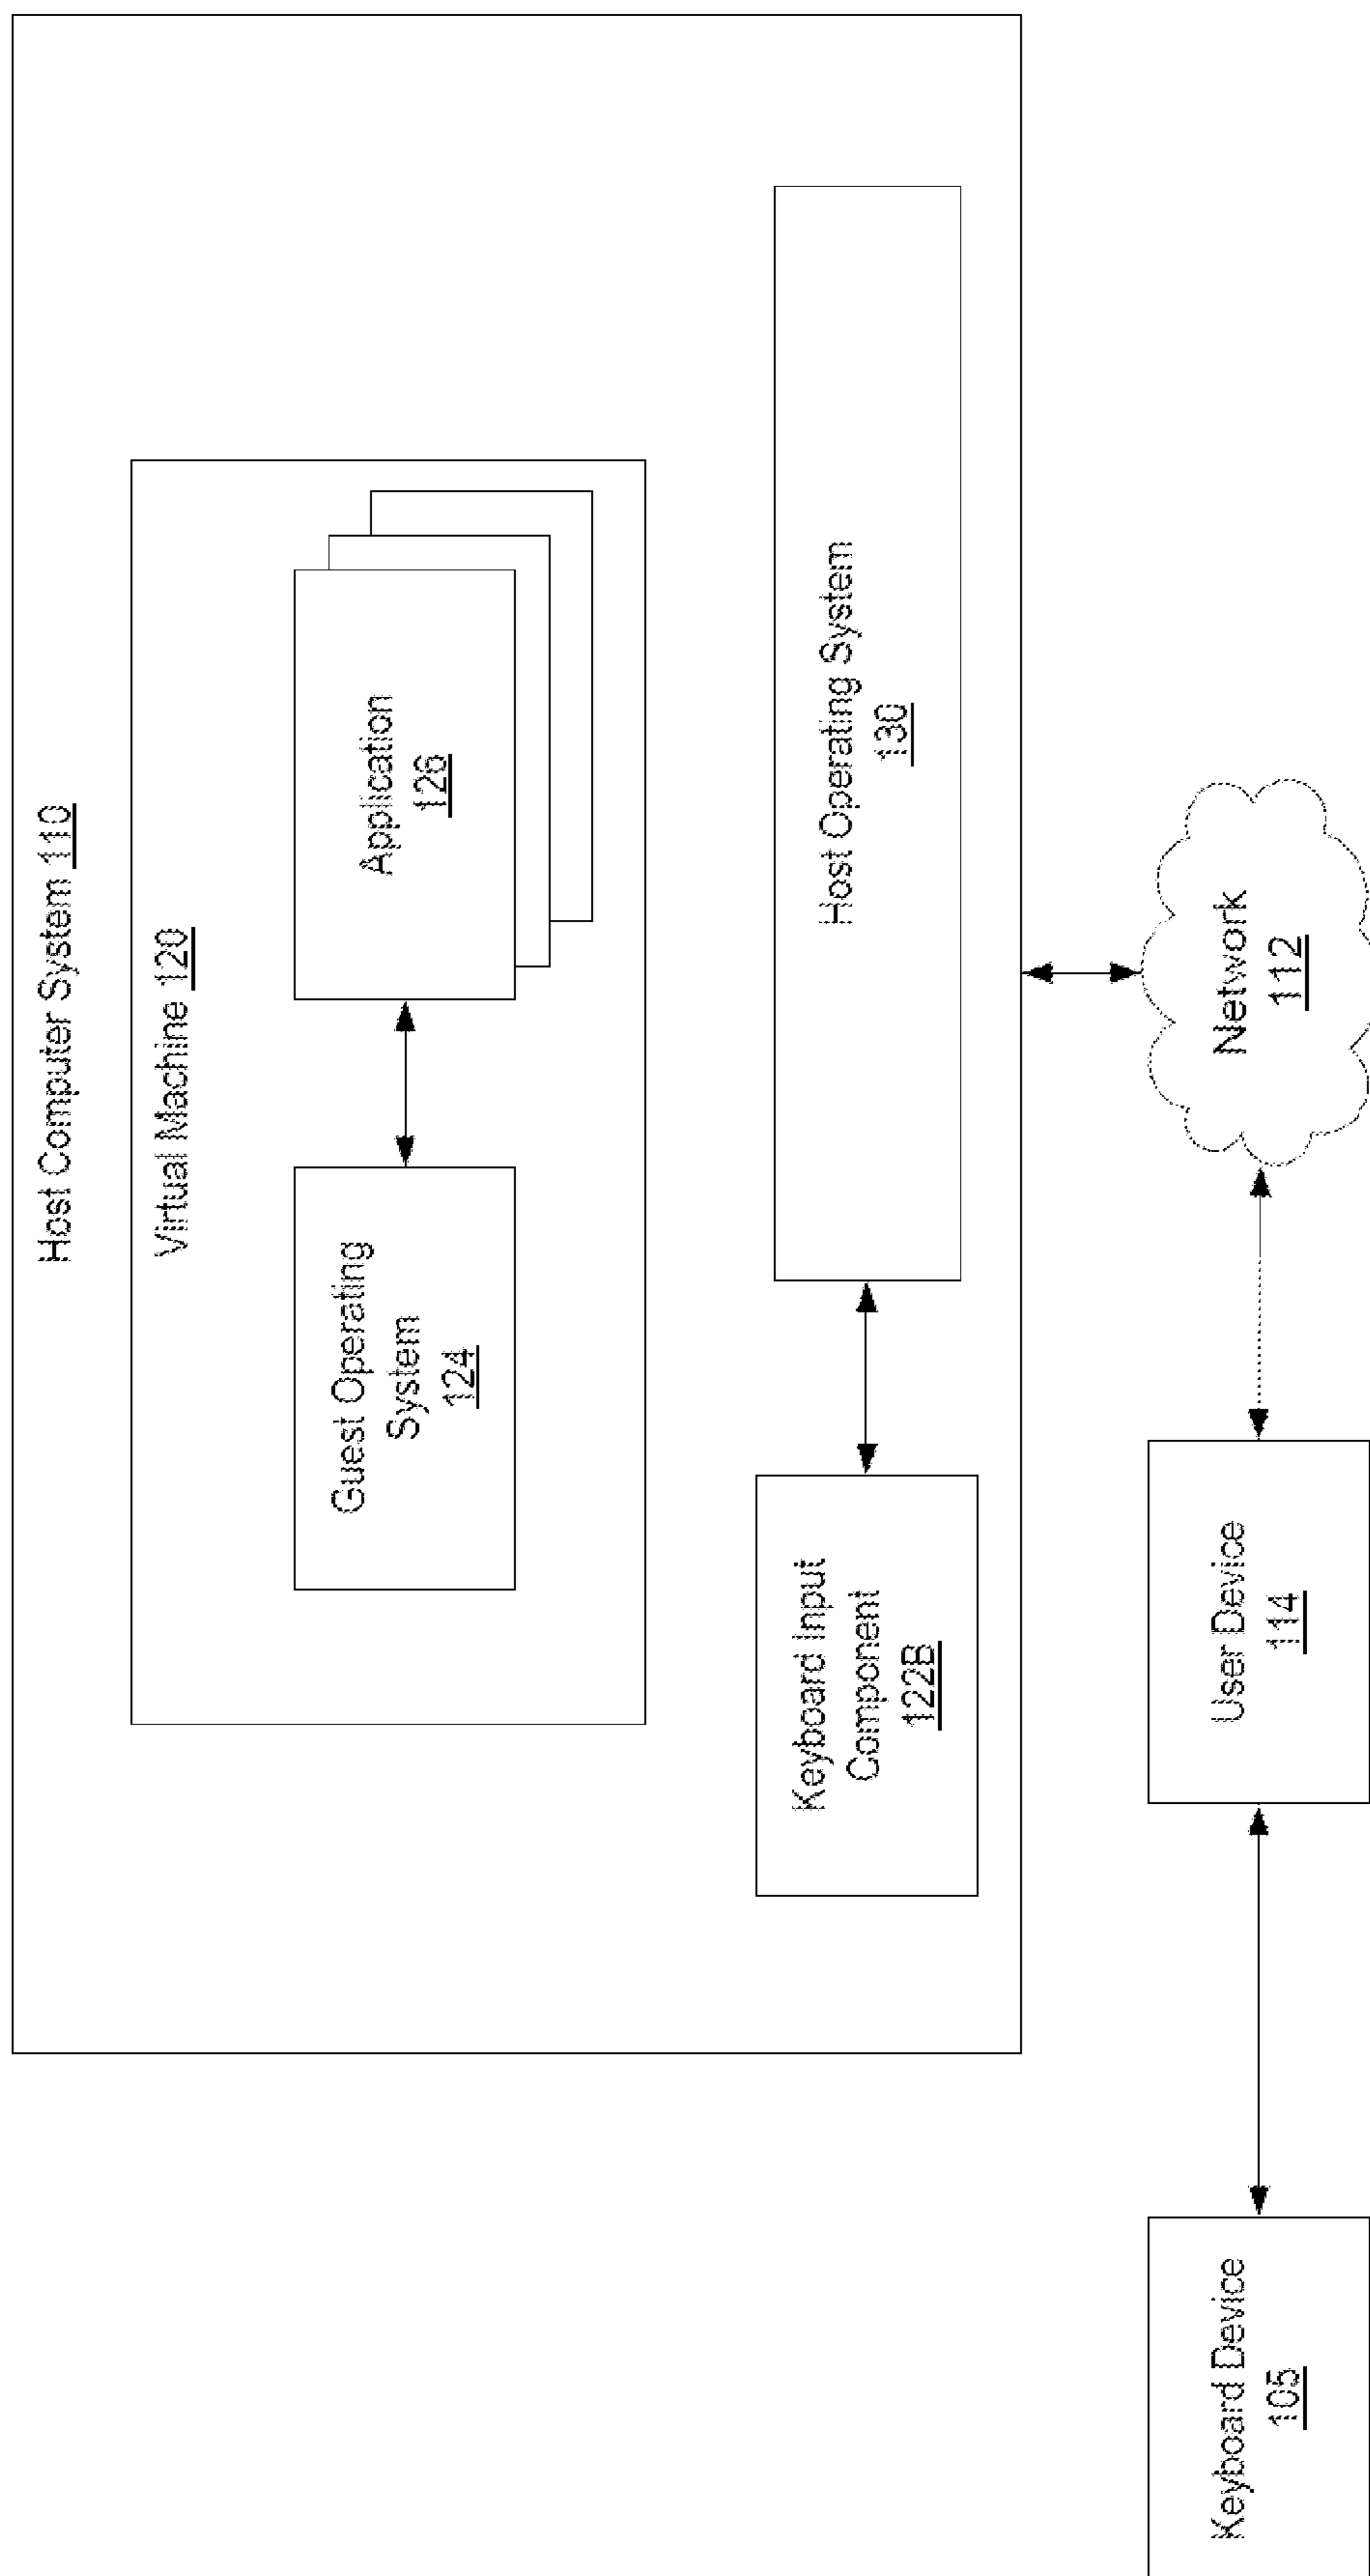 Host Computer System 110
Virtual Machine 120
Guest Operating
System
124
Application
126
Keyboard Input
Component
122B
Host Operating System
130
Keyboard Device
105
User Device
114
Network
112